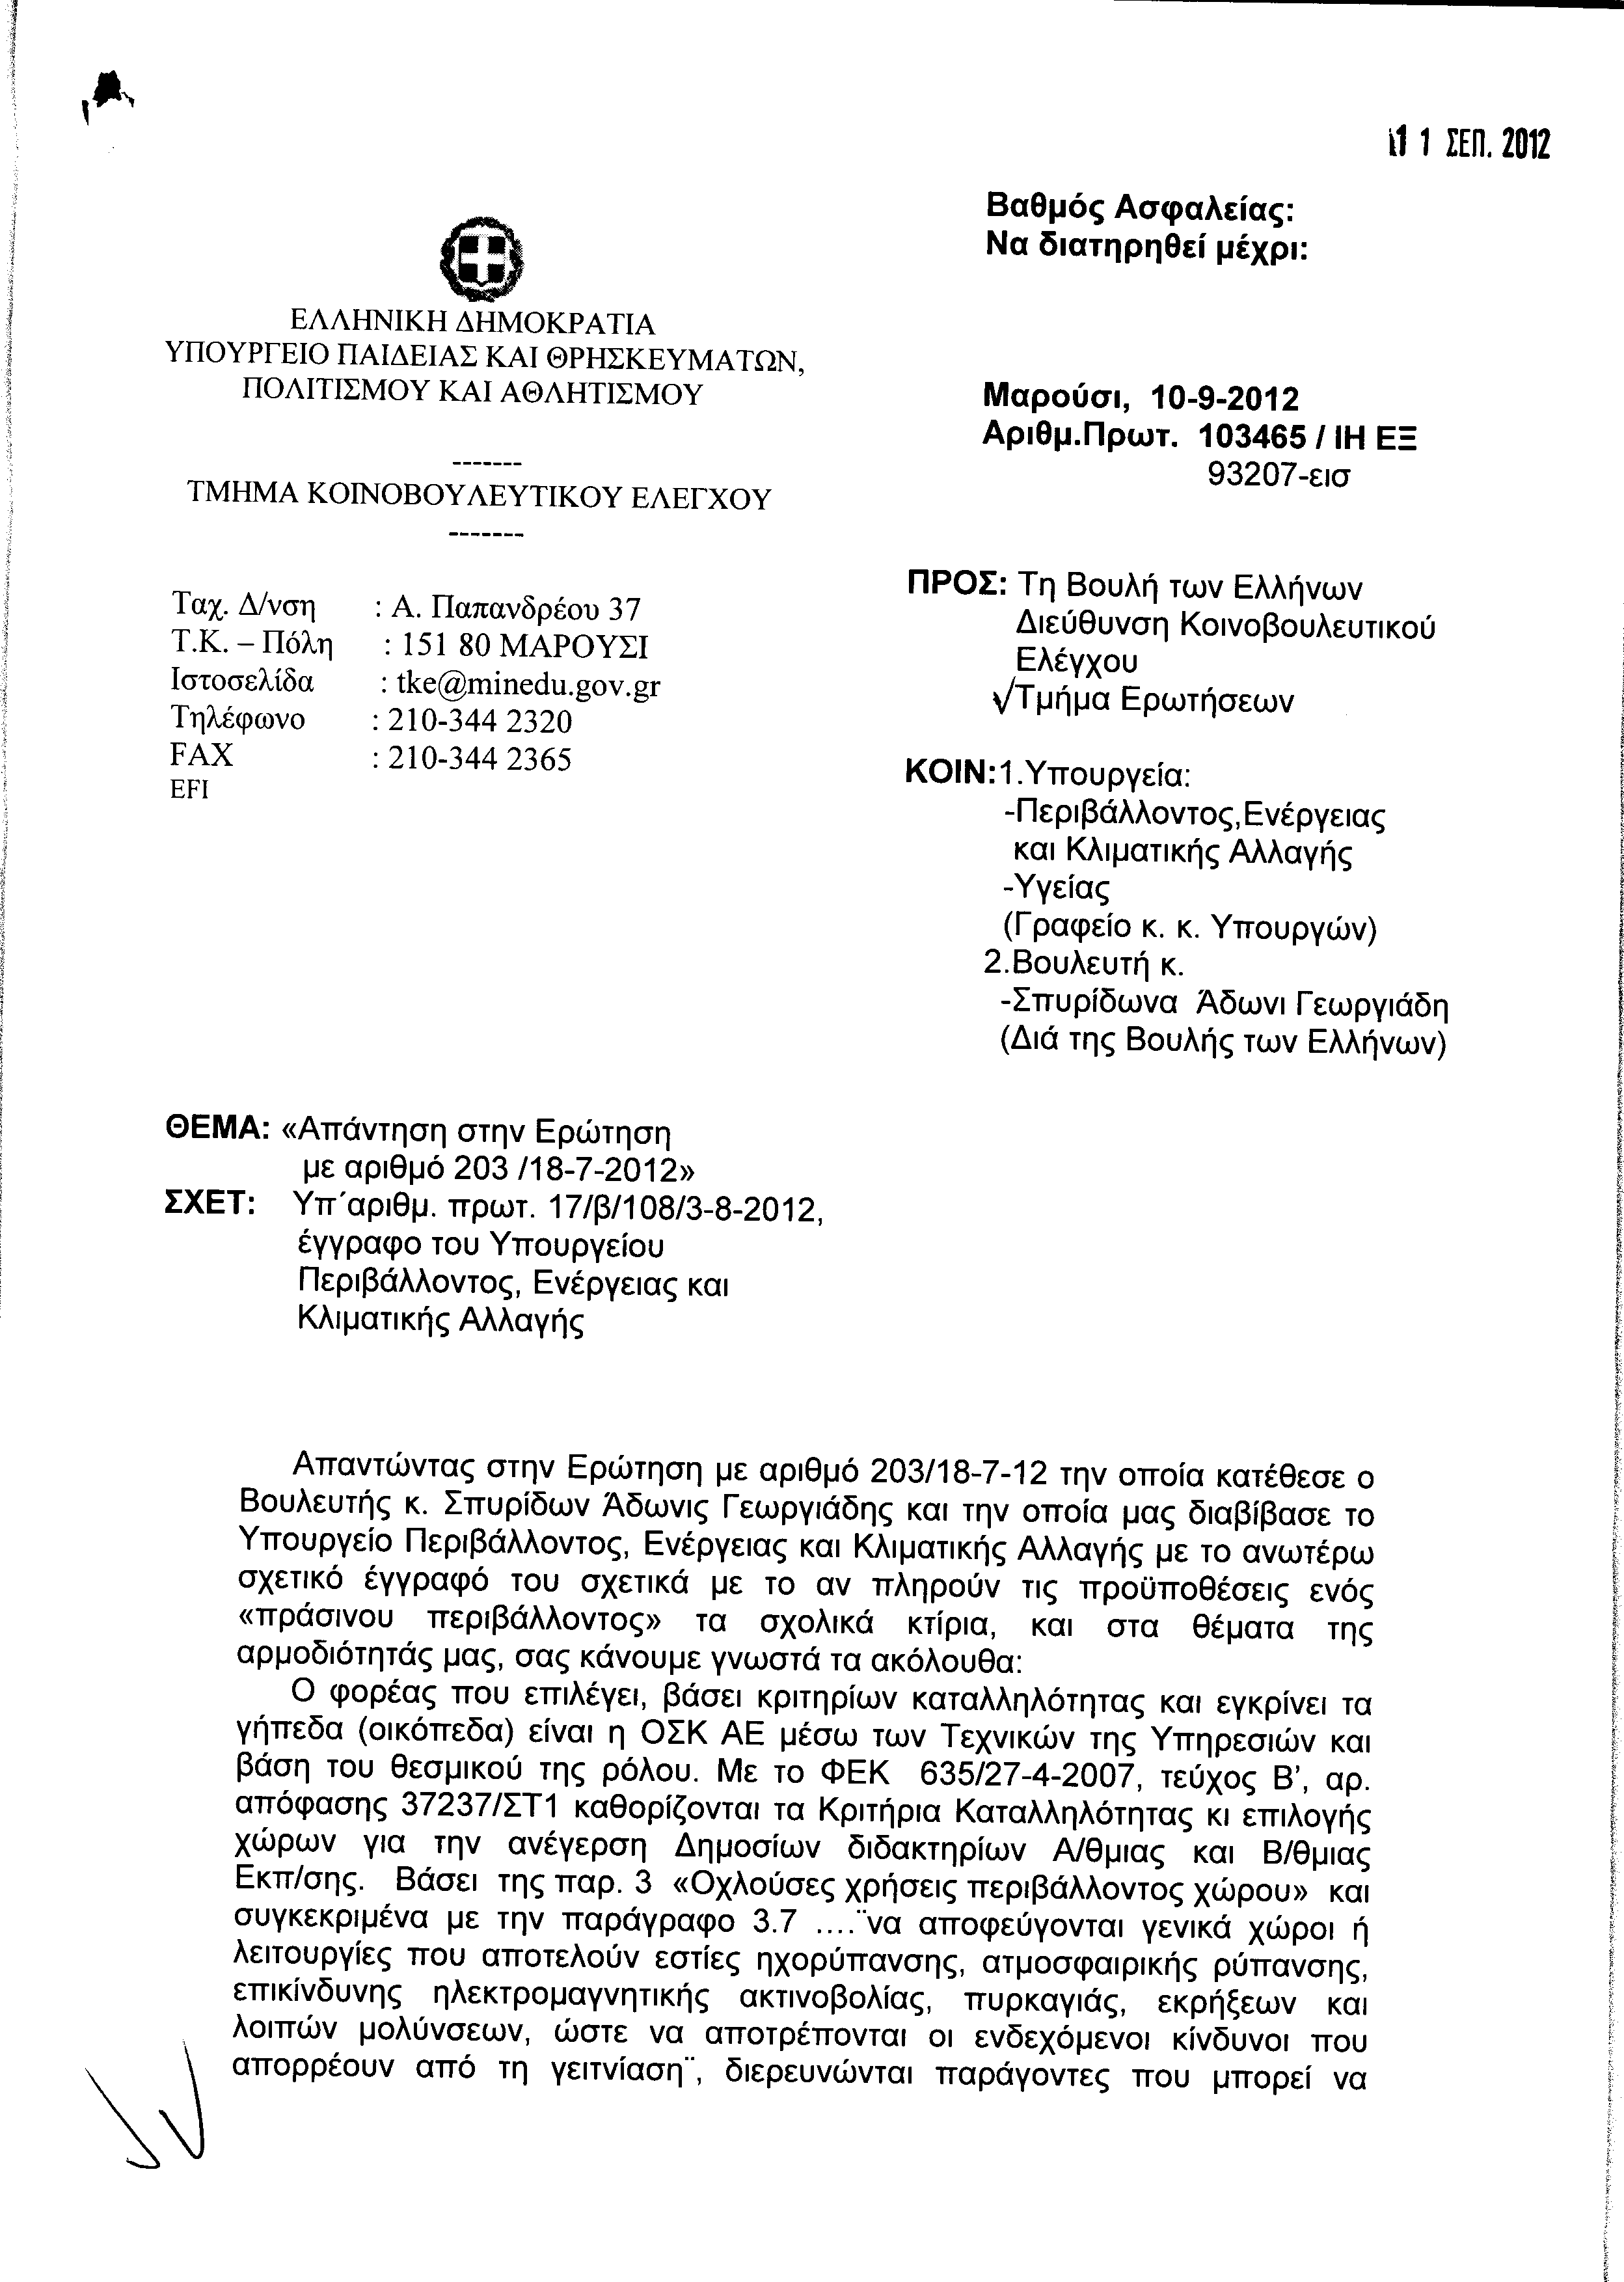 11 ΣΕΠ. 2012
Βαθμός Ασφαλείας:
Να διατηρηθεί μέχρι:
ΕΛΛΗΝΙΚΗ ΔΗΜΟΚΡΑΤΙΑ
ΥΠΟΥΡΓΕΙΟ ΠΑΙΔΕΙΑΣ ΚΑΙ ΘΡΗΣΚΕΥΜΑΤΩΝ,
ΠΟΛΙΤΙΣΜΟΥ ΚΑΙ ΑΘΛΗΤΙΣΜΟΥ
-------
ΤΜΗΜΑ ΚΟΙΝΟΒΟΥΛΕΥΤΙΚΟΥ ΕΛΕΓΧΟΥ
-------
Μαρούσι, 10-9-2012
Αριθμ.Πρωτ. 103465 / ΙΗ ΕΞ
93207-εισ
Ταχ. Δ/νση : Α. Παπανδρέου 37
Τ.Κ. – Πόλη : 151 80 ΜΑΡΟΥΣΙ
Ιστοσελίδα : tke@minedu.gov.gr
Τηλέφωνο : 210-344 2320
FAX : 210-344 2365
EFI
ΠΡΟΣ: Τη Βουλή των Ελλήνων
Διεύθυνση Κοινοβουλευτικού
Ελέγχου
√Τμήμα Ερωτήσεων
ΚΟΙΝ:1.Υπουργεία:
-Περιβάλλοντος,Ενέργειας
και Κλιματικής Αλλαγής
-Υγείας
(Γραφείο κ. κ. Υπουργών)
2.Βουλευτή κ.
-Σπυρίδωνα Άδωνι Γεωργιάδη
(Διά της Βουλής των Ελλήνων)
ΘΕΜΑ: «Απάντηση στην Ερώτηση
με αριθμό 203 /18-7-2012»
ΣΧΕΤ: Υπ΄αριθμ. πρωτ. 17/β/108/3-8-2012,
έγγραφο του Υπουργείου
Περιβάλλοντος, Ενέργειας και
Κλιματικής Αλλαγής
Απαντώντας στην Ερώτηση με αριθμό 203/18-7-12 την οποία κατέθεσε ο
Βουλευτής κ. Σπυρίδων Άδωνις Γεωργιάδης και την οποία μας διαβίβασε το
Υπουργείο Περιβάλλοντος, Ενέργειας και Κλιματικής Αλλαγής με το ανωτέρω
σχετικό έγγραφό του σχετικά με το αν πληρούν τις προϋποθέσεις ενός
«πράσινου περιβάλλοντος» τα σχολικά κτίρια, και στα θέματα της
αρμοδιότητάς μας, σας κάνουμε γνωστά τα ακόλουθα:
Ο φορέας που επιλέγει, βάσει κριτηρίων καταλληλότητας και εγκρίνει τα
γήπεδα (οικόπεδα) είναι η ΟΣΚ ΑΕ μέσω των Τεχνικών της Υπηρεσιών και
βάση του θεσμικού της ρόλου. Με το ΦΕΚ 635/27-4-2007, τεύχος Β’, αρ.
απόφασης 37237/ΣΤ1 καθορίζονται τα Κριτήρια Καταλληλότητας κι επιλογής
χώρων για την ανέγερση Δημοσίων διδακτηρίων Α/θμιας και Β/θμιας
Εκπ/σης. Βάσει της παρ. 3 «Οχλούσες χρήσεις περιβάλλοντος χώρου» και
συγκεκριμένα με την παράγραφο 3.7 ....¨να αποφεύγονται γενικά χώροι ή
λειτουργίες που αποτελούν εστίες ηχορύπανσης, ατμοσφαιρικής ρύπανσης,
επικίνδυνης ηλεκτρομαγνητικής ακτινοβολίας, πυρκαγιάς, εκρήξεων και
λοιπών μολύνσεων, ώστε να αποτρέπονται οι ενδεχόμενοι κίνδυνοι που
απορρέουν από τη γειτνίαση¨, διερευνώνται παράγοντες που μπορεί να